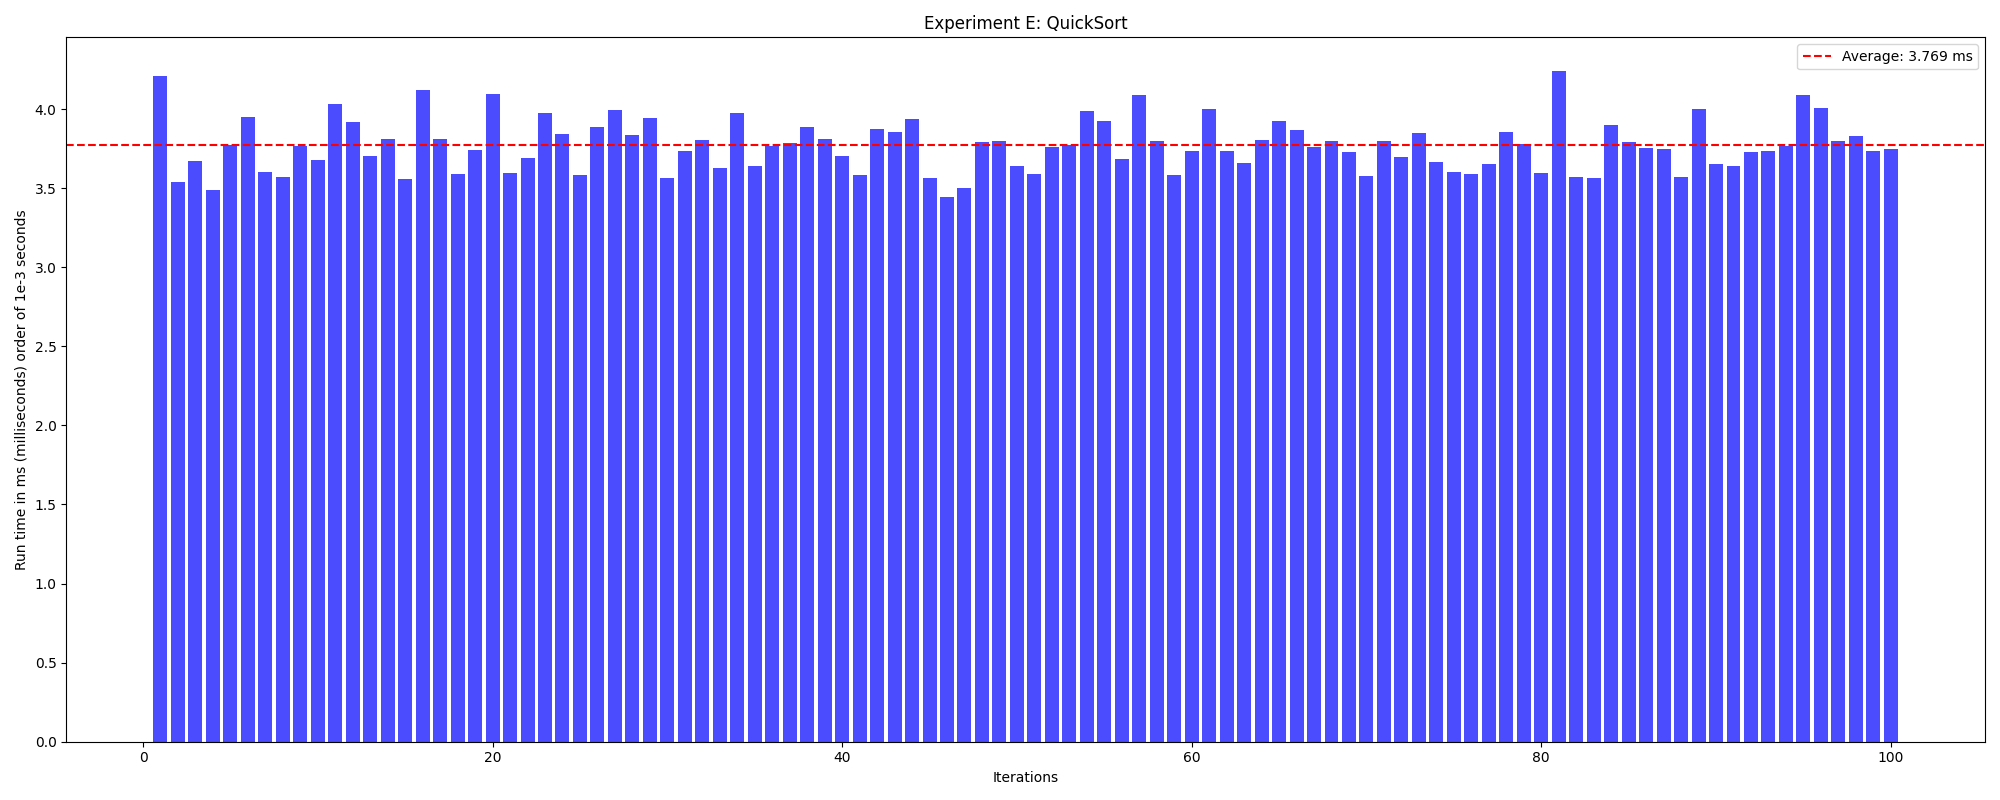 Experiment E: QuickSort
Average: 3.769 ms
Run time in ms (milliseconds) order of 1e-3 seconds
4.0
3.5
3.0
2.5
2.0
1.5
1.0
0.5
0.0
0 20 40 60 80 100
Iterations